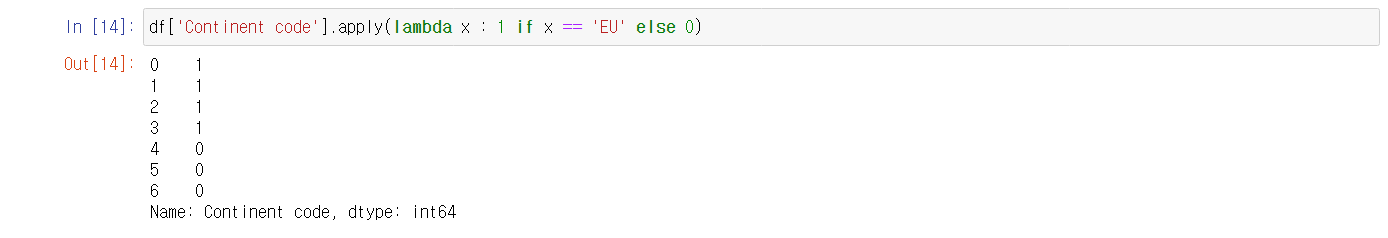 In [14]: df['Continent code'].apply(lambda x : 1 if x == 'EU' else 0)
Out[14]: 0    1
1    1
2    1
3    1
4    0
5    0
6    0
Name: Continent code, dtype: int64